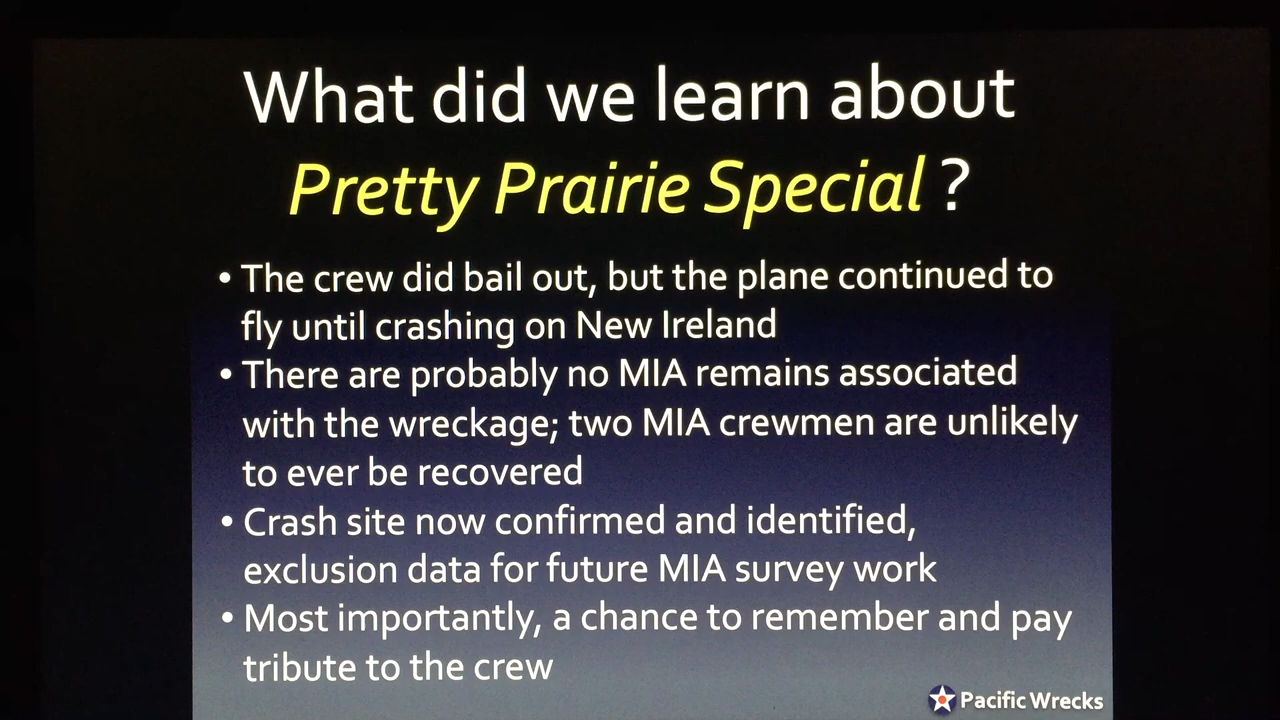 What did we learn about
Pretty Prairie Special ?
• The crew did bail out, but the plane continued to
fly until crashing on New Ireland
• There are probably no MIA remains associated
with the wreckage; two MIA crewmen are unlikely
to ever be recovered
• Crash site now confirmed and identified,
exclusion data for future MIA survey work
• Most importantly, a chance to remember and pay
tribute to the crew
Pacific Wrecks